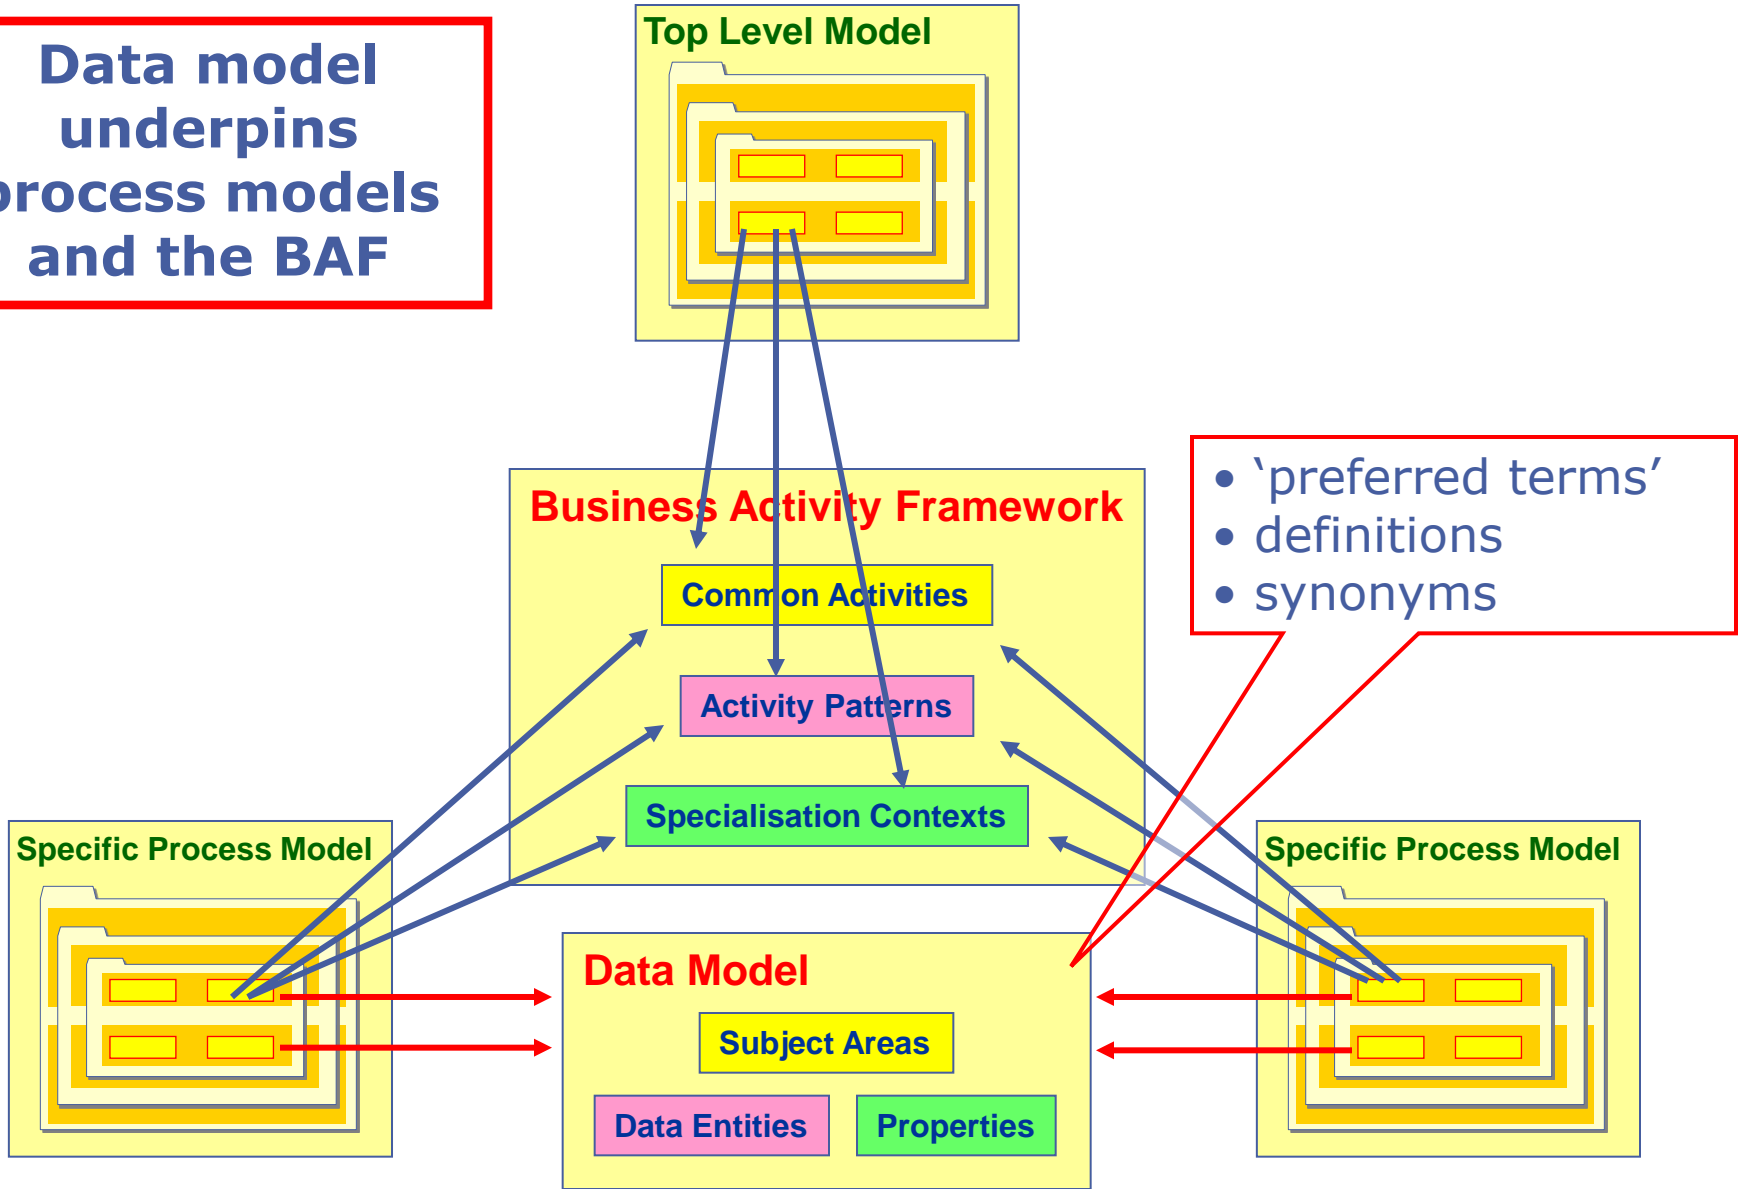 Data model
underpins
process models
and the BAF
Top Level Model
Business Activity Framework
Common Activities
Activity Patterns
Specialisation Contexts
• ‘preferred terms’
• definitions
• synonyms
Specific Process Model
Specific Process Model
Data Model
Subject Areas
Data Entities
Properties